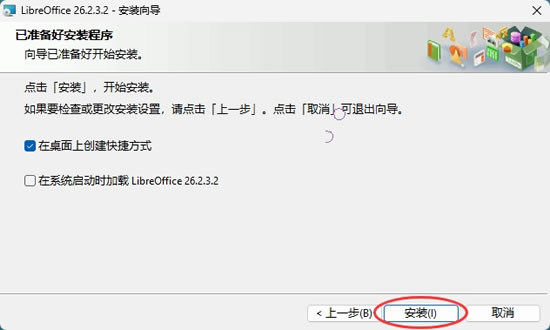 LibreOffice 26.2.3.2 - 安装向导
已准备好安装程序
向导已准备好开始安装。
点击「安装」，开始安装。
如果要检查或更改安装设置，请点击「上一步」。点击「取消」可退出向导。
在桌面上创建快捷方式
在系统启动时加载 LibreOffice 26.2.3.2
< 上一步(B) 安装(I) 取消